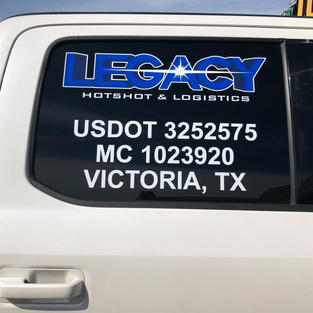 LEGACY
HOTSHOT & LOGISTICS
USDOT 3252575
MC 1023920
VICTORIA, TX